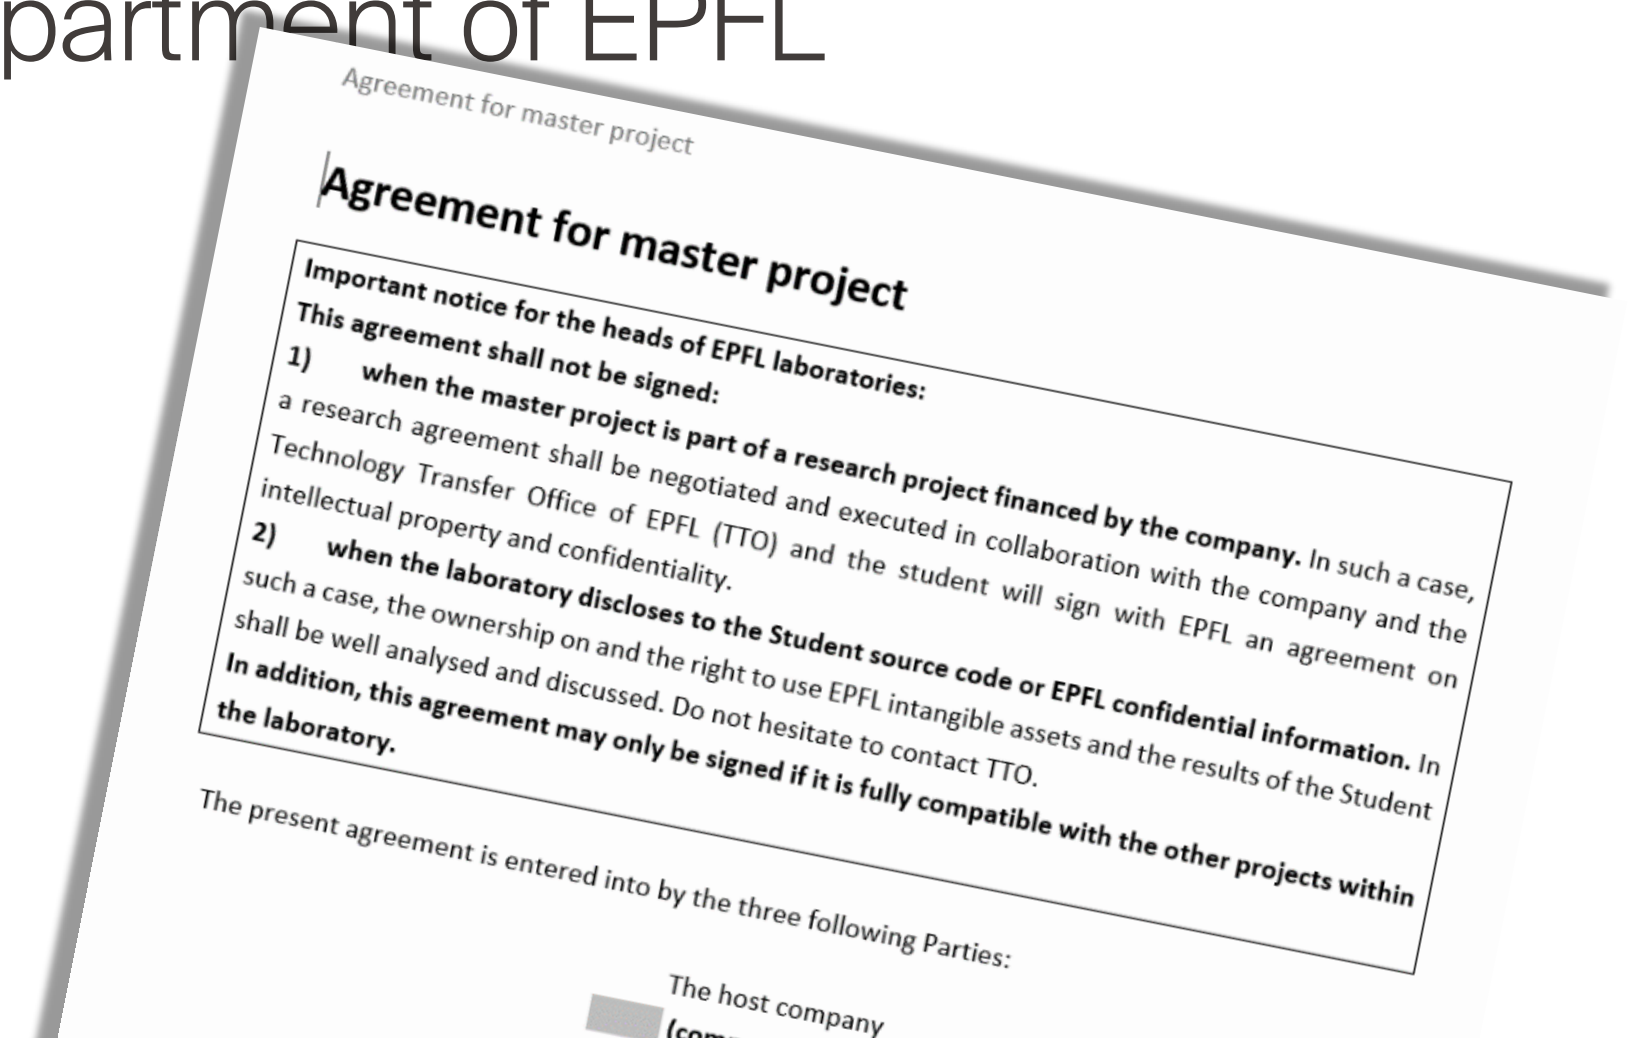 partment of EPFL
Agreement for master project
Agreement for master project
Important notice for the heads of EPFL laboratories:
This agreement shall not be signed:
1) when the master project is part of a research project financed by the company. In such a case,
a research agreement shall be negotiated and executed in collaboration with the company and the
Technology Transfer Office of EPFL (TTO) and the student will sign with EPFL an agreement on
intellectual property and confidentiality.
2) when the laboratory discloses to the Student source code or EPFL confidential information. In
such a case, the ownership on and the right to use EPFL intangible assets and the results of the Student
shall be well analysed and discussed. Do not hesitate to contact TTO.
In addition, this agreement may only be signed if it is fully compatible with the other projects within
the laboratory.
The present agreement is entered into by the three following Parties:
The host company